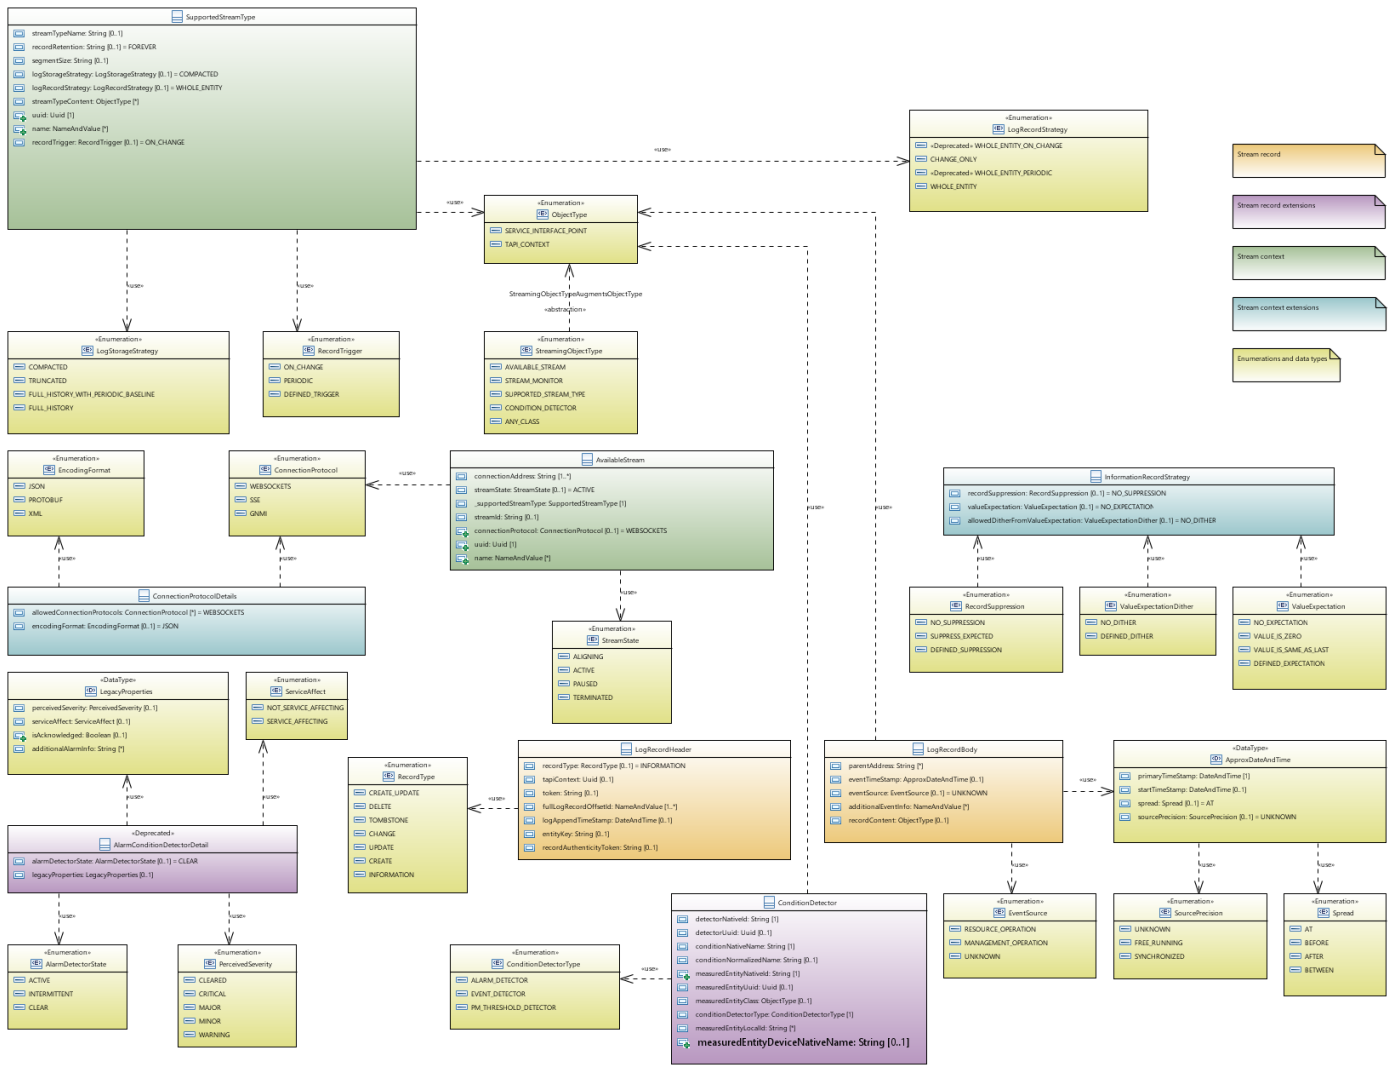 SupportedStreamType
streamTypeName: String [0..1]
recordRetention: String [0..1] = FOREVER
segmentSize: String [0..1]
logStorageStrategy: LogStorageStrategy [0..1] = COMPACTED
logRecordStrategy: LogRecordStrategy [0..1] = WHOLE_ENTITY
streamTypeContent: ObjectType [*]
uuid: Uuid [1]
name: NameAndValue [*]
recordTrigger: RecordTrigger [0..1] = ON_CHANGE
«use»
«Enumeration»
LogRecordStrategy
«Deprecated» WHOLE_ENTITY_ON_CHANGE
CHANGE_ONLY
«Deprecated» WHOLE_ENTITY_PERIODIC
WHOLE_ENTITY
Stream record
Stream record extensions
Stream context
Stream context extensions
Enumerations and data types
«use»
«Enumeration»
ObjectType
SERVICE_INTERFACE_POINT
TAPI_CONTEXT
StreamingObjectTypeAugmentsObjectType
«abstraction»
«use»
«use»
«Enumeration»
LogStorageStrategy
COMPACTED
TRUNCATED
FULL_HISTORY_WITH_PERIODIC_BASELINE
FULL_HISTORY
«Enumeration»
RecordTrigger
ON_CHANGE
PERIODIC
DEFINED_TRIGGER
«Enumeration»
StreamingObjectType
AVAILABLE_STREAM
STREAM_MONITOR
SUPPORTED_STREAM_TYPE
CONDITION_DETECTOR
ANY_CLASS
«Enumeration»
EncodingFormat
JSON
PROTOBUF
XML
«Enumeration»
ConnectionProtocol
WEBSOCKETS
SSE
GNMI
«use»
AvailableStream
connectionAddress: String [1..*]
streamState: StreamState [0..1] = ACTIVE
_supportedStreamType: SupportedStreamType [1]
streamId: String [0..1]
connectionProtocol: ConnectionProtocol [0..1] = WEBSOCKETS
uuid: Uuid [1]
name: NameAndValue [*]
«use»
«use»
InformationRecordStrategy
recordSuppression: RecordSuppression [0..1] = NO_SUPPRESSION
valueExpectation: ValueExpectation [0..1] = NO_EXPECTATION
allowedDitherFromValueExpectation: ValueExpectationDither [0..1] = NO_DITHER
«use»
«use»
«use»
«use»
«use»
«use»
ConnectionProtocolDetails
allowedConnectionProtocols: ConnectionProtocol [*] = WEBSOCKETS
encodingFormat: EncodingFormat [0..1] = JSON
«Enumeration»
StreamState
ALIGNING
ACTIVE
PAUSED
TERMINATED
«Enumeration»
RecordSuppression
NO_SUPPRESSION
SUPPRESS_EXPECTED
DEFINED_SUPPRESSION
«Enumeration»
ValueExpectationDither
NO_DITHER
DEFINED_DITHER
«Enumeration»
ValueExpectation
NO_EXPECTATION
VALUE_IS_ZERO
VALUE_IS_SAME_AS_LAST
DEFINED_EXPECTATION
«DataType»
LegacyProperties
perceivedSeverity: PerceivedSeverity [0..1]
serviceAffect: ServiceAffect [0..1]
isAcknowledged: Boolean [0..1]
additionalAlarmInfo: String [*]
«Enumeration»
ServiceAffect
NOT_SERVICE_AFFECTING
SERVICE_AFFECTING
«use»
«use»
«Enumeration»
RecordType
CREATE_UPDATE
DELETE
TOMBSTONE
CHANGE
UPDATE
CREATE
INFORMATION
«use»
LogRecordHeader
recordType: RecordType [0..1] = INFORMATION
tapiContext: Uuid [0..1]
token: String [0..1]
fullLogRecordOffsetId: NameAndValue [1..*]
logAppendTimeStamp: DateAndTime [0..1]
entityKey: String [0..1]
recordAuthenticityToken: String [0..1]
LogRecordBody
parentAddress: String [*]
eventTimeStamp: ApproxDateAndTime [0..1]
eventSource: EventSource [0..1] = UNKNOWN
additionalEventInfo: NameAndValue [*]
recordContent: ObjectType [0..1]
«use»
«DataType»
ApproxDateAndTime
primaryTimeStamp: DateAndTime [1]
startTimeStamp: DateAndTime [0..1]
spread: Spread [0..1] = AT
sourcePrecision: SourcePrecision [0..1] = UNKNOWN
«Deprecated»
AlarmConditionDetectorDetail
alarmDetectorState: AlarmDetectorState [0..1] = CLEAR
legacyProperties: LegacyProperties [0..1]
«use»
«use»
«use»
«use»
«use»
«Enumeration»
AlarmDetectorState
ACTIVE
INTERMITTENT
CLEAR
«Enumeration»
PerceivedSeverity
CLEARED
CRITICAL
MAJOR
MINOR
WARNING
«Enumeration»
ConditionDetectorType
ALARM_DETECTOR
EVENT_DETECTOR
PM_THRESHOLD_DETECTOR
«use»
ConditionDetector
detectorNativeId: String [1]
detectorUuid: Uuid [0..1]
conditionNativeName: String [1]
conditionNormalizedName: String [0..1]
measuredEntityNativeId: String [1]
measuredEntityUuid: Uuid [0..1]
measuredEntityClass: ObjectType [0..1]
conditionDetectorType: ConditionDetectorType [1]
measuredEntityLocalId: String [*]
measuredEntityDeviceNativeName: String [0..1]
«Enumeration»
EventSource
RESOURCE_OPERATION
MANAGEMENT_OPERATION
UNKNOWN
«Enumeration»
SourcePrecision
UNKNOWN
FREE_RUNNING
SYNCHRONIZED
«Enumeration»
Spread
AT
BEFORE
AFTER
BETWEEN